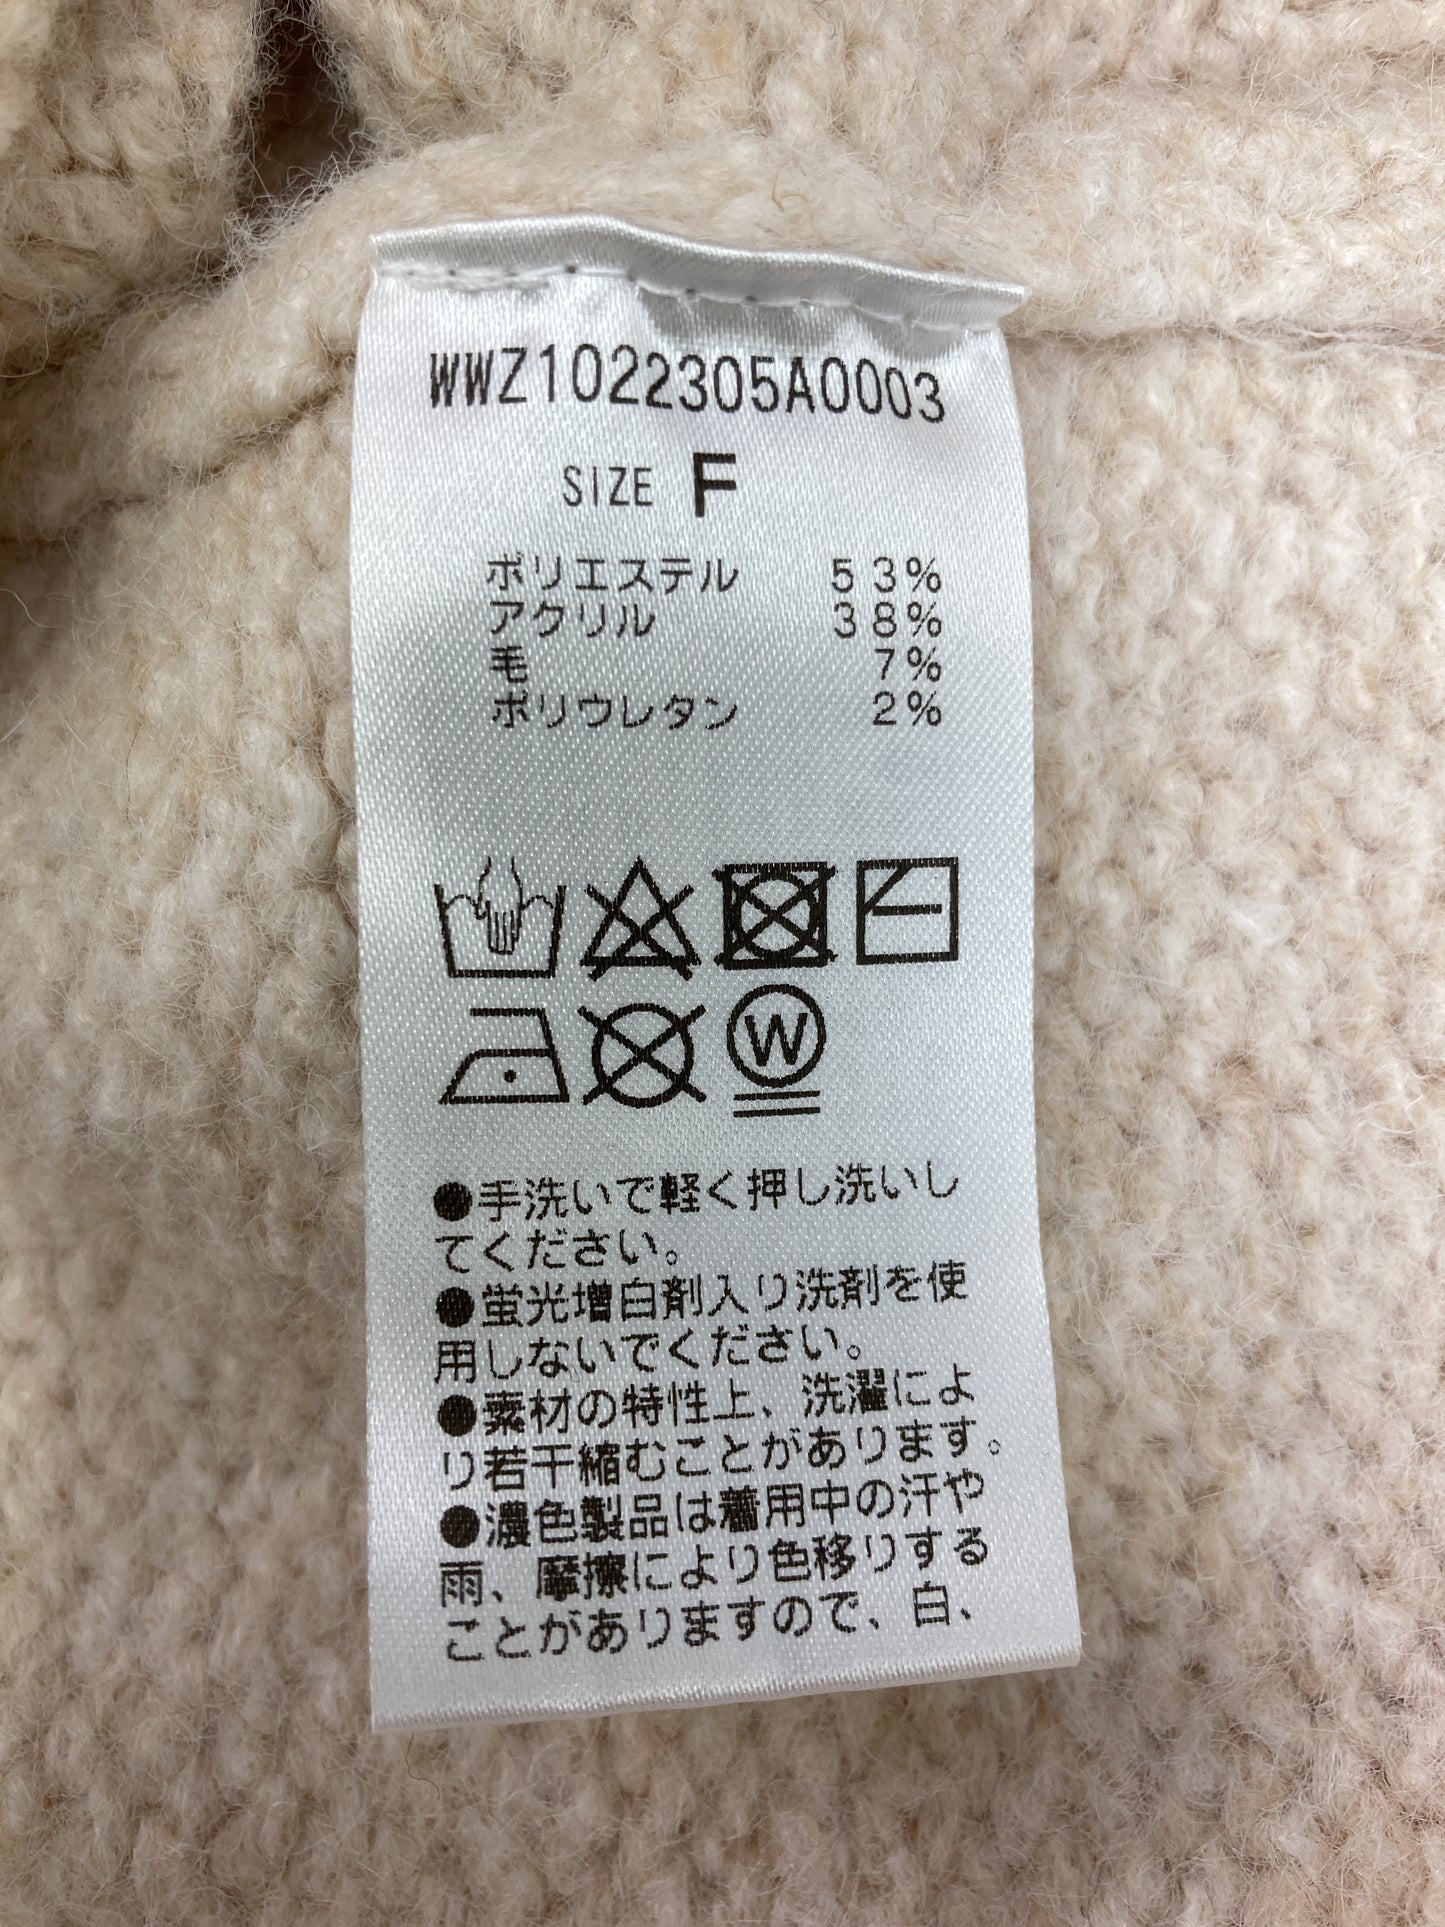 WWZ1022305A0003
SIZE F
ポリエステル 53%
アクリル 38%
毛 7%
ポリウレタン 2%
W
●手洗いで軽く押し洗いし
てください。
●蛍光増白剤入り洗剤を使
用しないでください。
●素材の特性上、洗濯によ
り若干縮むことがあります。
●濃色製品は着用中の汗や
雨、摩擦により色移りする
ことがありますので、白、